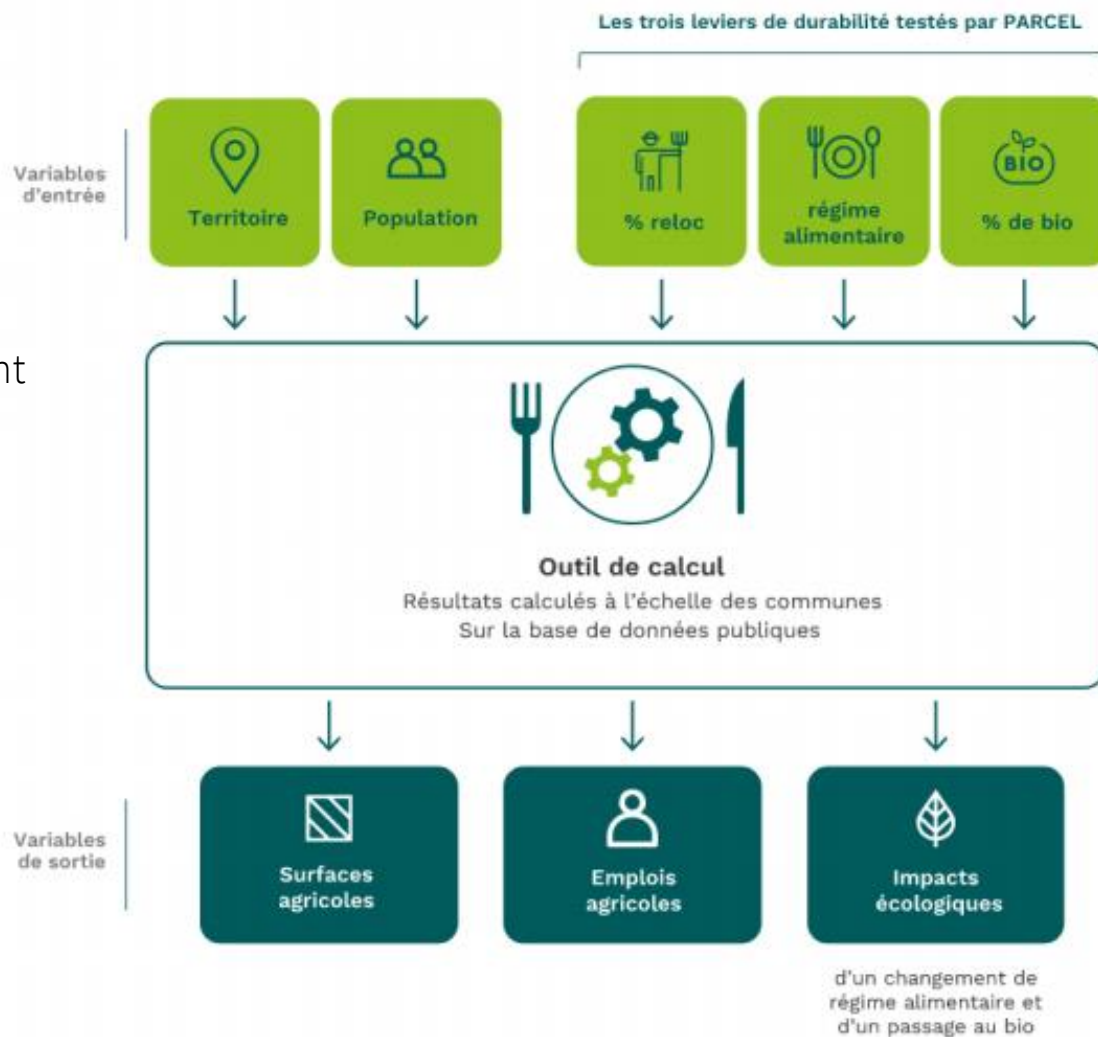 Les trois leviers de durabilité testés par PARCEL
Variables
d'entrée
Territoire
Population
% reloc
régime
alimentaire
BIO
% de bio
nt
Outil de calcul
Résultats calculés à l'échelle des communes
Sur la base de données publiques
Variables
de sortie
Surfaces
agricoles
Emplois
agricoles
Impacts
écologiques
d'un changement de
régime alimentaire et
d'un passage au bio